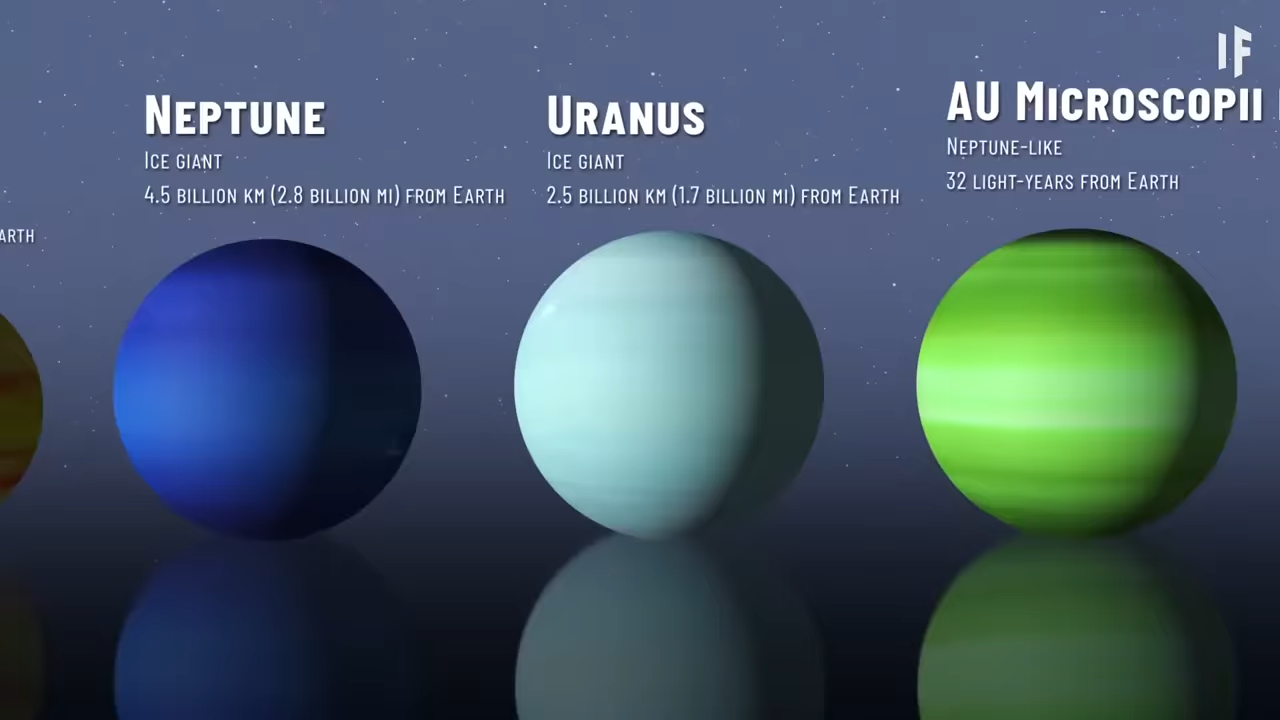 IF
Neptune
Ice giant
4.5 billion km (2.8 billion mi) from Earth
Uranus
Ice giant
2.5 billion km (1.7 billion mi) from Earth
AU Microscopii
Neptune-like
32 light-years from Earth